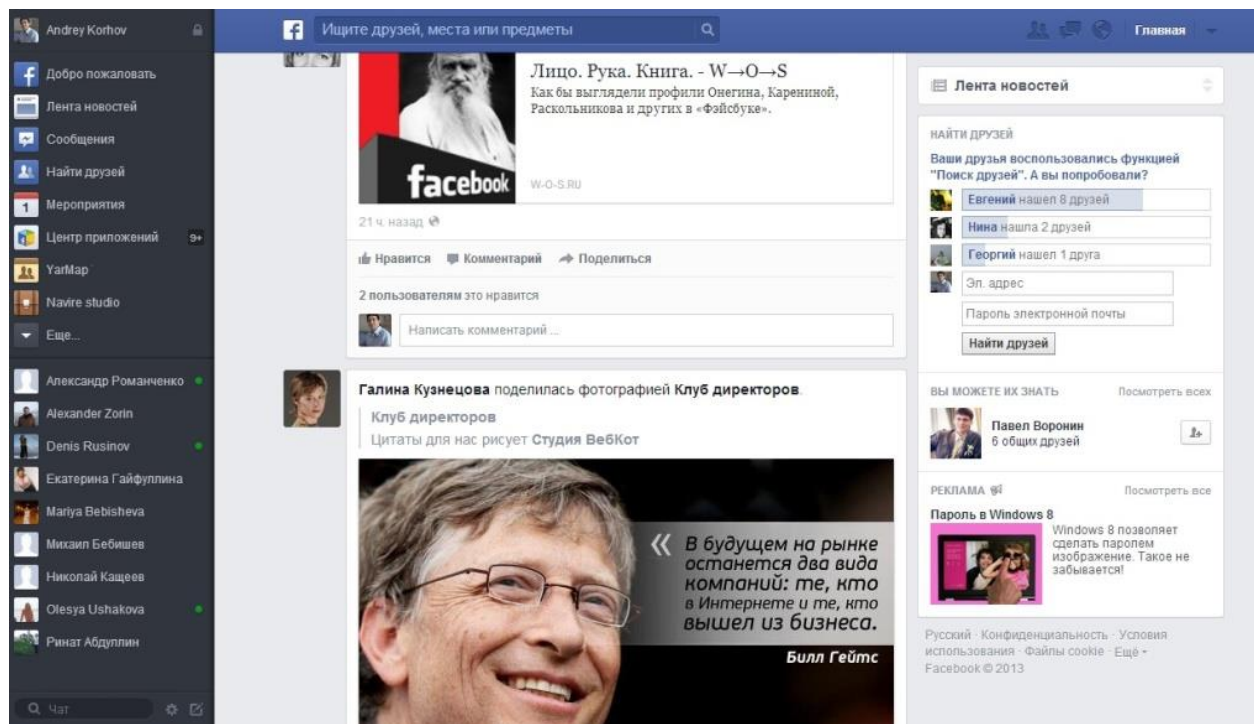 Andrey Korhov
Ищите друзей, места или предметы
Главная
Добро пожаловать
Лента новостей
Сообщения
Найти друзей
1
Мероприятия
Центр приложений
9+
YarMap
Navire studio
Еще...
Александр Романченко
Alexander Zorin
Denis Rusinov
Екатерина Гайфуллина
Mariya Bebisheva
Михаил Бебишев
Николай Кащеев
Olesya Ushakova
Ринат Абдуллин
Чат
facebook
Лицо. Рука. Книга. - W→O→S
Как бы выглядели профили Онегина, Карениной,
Раскольникова и других в «Фэйсбуке».
W-O-S.RU
21 ч. назад
Нравится Комментарий Поделиться
2 пользователям это нравится
Написать комментарий ...
Галина Кузнецова поделилась фотографией Клуб директоров.
Клуб директоров
Цитаты для нас рисует Студия ВебКот
« В будущем на рынке
останется два вида
компаний: те, кто
в Интернете и те, кто
вышел из бизнеса.
Билл Гейтс
Лента новостей
НАЙТИ ДРУЗЕЙ
Ваши друзья воспользовались функцией
"Поиск друзей". А вы попробовали?
Евгений нашел 8 друзей
Нина нашла 2 друзей
Георгий нашел 1 друга
Эл. адрес
Пароль электронной почты
Найти друзей
ВЫ МОЖЕТЕ ИХ ЗНАТЬ
Посмотреть всех
Павел Воронин
6 общих друзей
РЕКЛАМА
Посмотреть все
Пароль в Windows 8
Windows 8 позволяет
сделать паролем
изображение. Такое не
забывается!
Русский · Конфиденциальность · Условия
использования · Файлы cookie · Ещё
Facebook © 2013